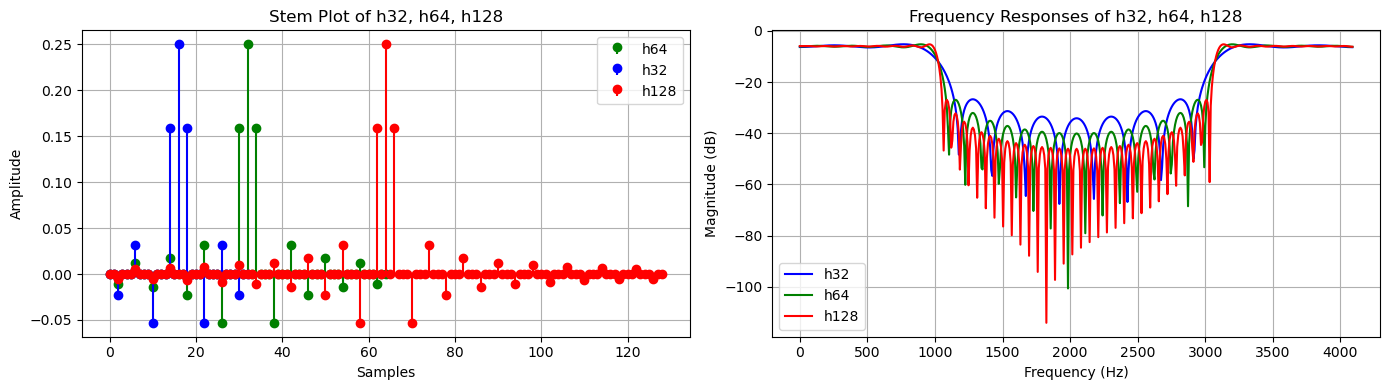 Stem Plot of h32, h64, h128
Amplitude
0.25
0.20
0.15
0.10
0.05
0.00
−0.05
h64
h32
h128
0
20
40
60
80
100
120
Samples
Frequency Responses of h32, h64, h128
Magnitude (dB)
0
−20
−40
−60
−80
−100
h32
h64
h128
0
500
1000
1500
2000
2500
3000
3500
4000
Frequency (Hz)